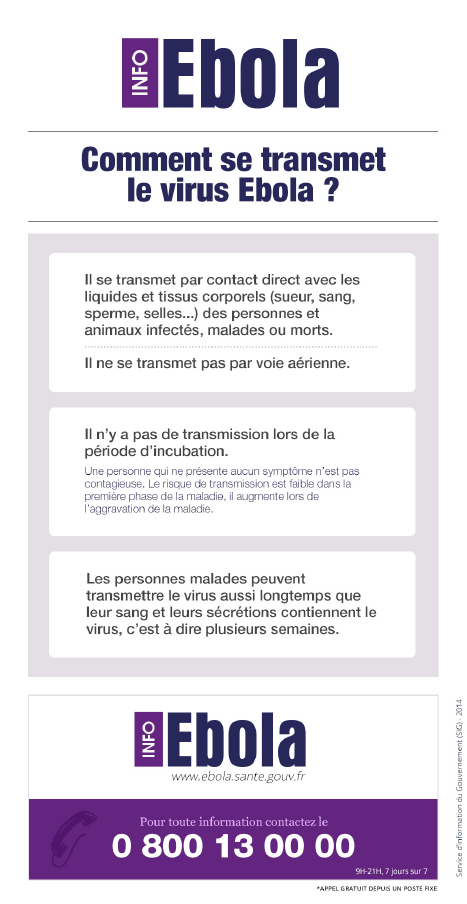 INFO Ebola
Comment se transmet
le virus Ebola ?
Il se transmet par contact direct avec les
liquides et tissus corporels (sueur, sang,
sperme, selles...) des personnes et
animaux infectés, malades ou morts.
Il ne se transmet pas par voie aérienne.
Il n’y a pas de transmission lors de la
période d’incubation.
Une personne qui ne présente aucun symptôme n’est pas
contagieuse. Le risque de transmission est faible dans la
première phase de la maladie, il augmente lors de
l’aggravation de la maladie.
Les personnes malades peuvent
transmettre le virus aussi longtemps que
leur sang et leurs sécrétions contiennent le
virus, c’est à dire plusieurs semaines.
INFO Ebola
www.ebola.sante.gouv.fr
Pour toute information contactez le
0 800 13 00 00
9H-21H, 7 jours sur 7
*APPEL GRATUIT DEPUIS UN POSTE FIXE
Service d'information du Gouvernement (SIG) - 2014